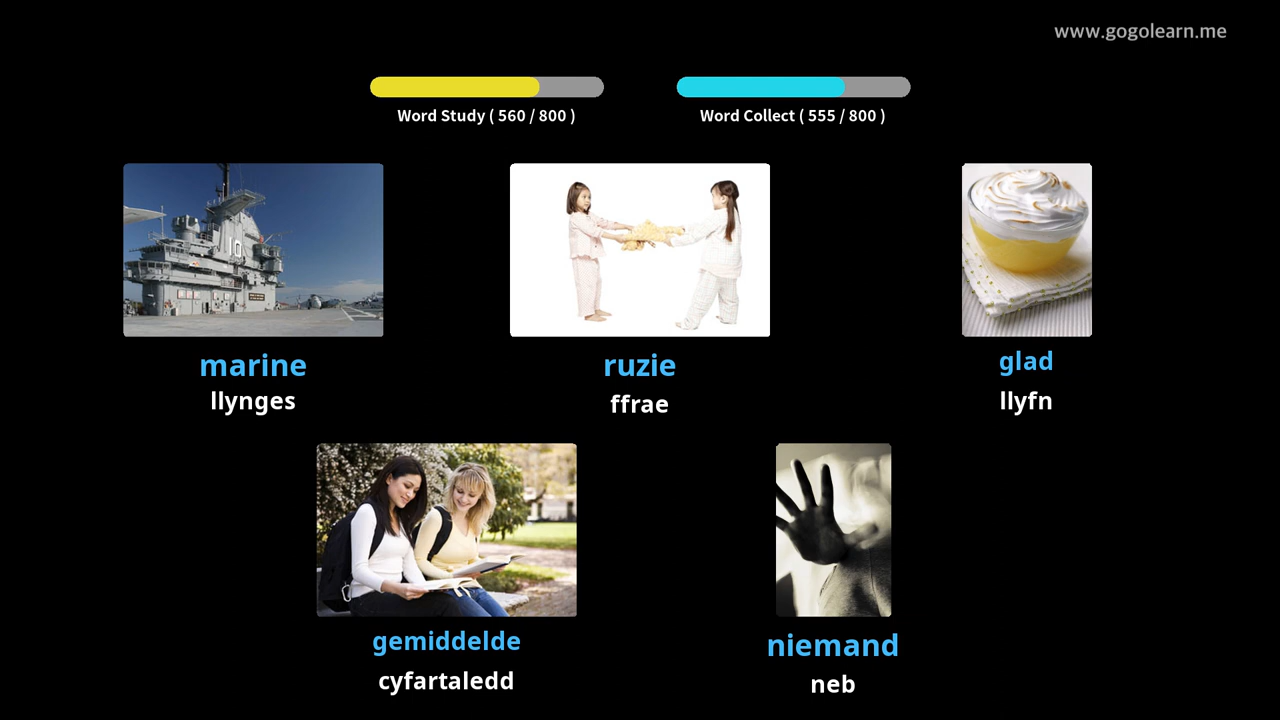 www.gogolearn.me
Word Study ( 560 / 800 )
Word Collect ( 555 / 800 )
10
marine
llynges
ruzie
ffrae
glad
llyfn
gemiddelde
cyfartaledd
niemand
neb